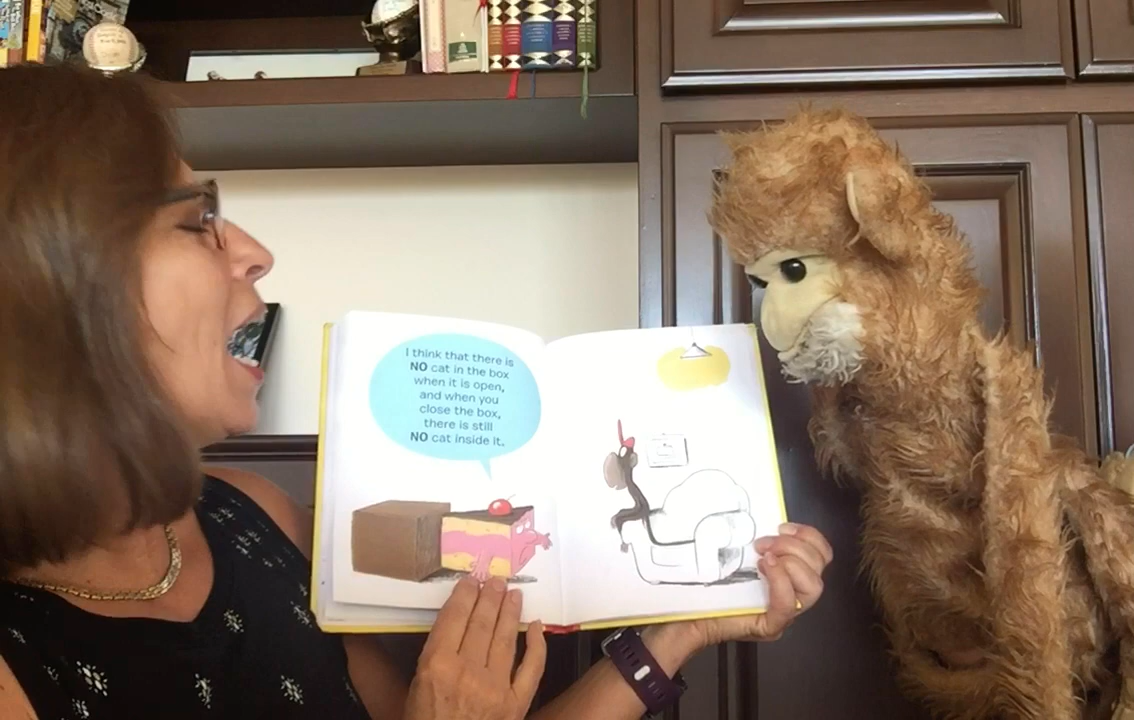 I think that there is
NO cat in the box
when it is open,
and when you
close the box,
there is still
NO cat inside it.